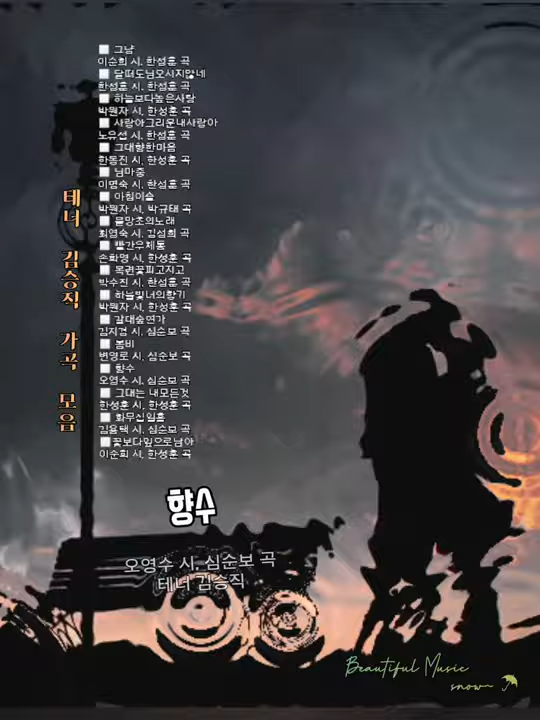 그냥
이순희 시, 한성훈 곡
달떠도님오시지않네
한성훈 시, 한성훈 곡
하늘보다높은사랑
박원자 시, 한성훈 곡
사랑아그리운내사랑아
노유섭 시, 한성훈 곡
그대향한마음
한동진 시, 한성훈 곡
님마중
이명숙 시, 한성훈 곡
아침이슬
박원자 시, 박규태 곡
물망초의노래
최영숙 시, 김성희 곡
빨간우체통
손화영 시, 한성훈 곡
목련꽃피고지고
박수진 시, 한성훈 곡
하늘빛너의향기
박원자 시, 한성훈 곡
갈대숲연가
김지경 시, 심순보 곡
봄비
변영로 시, 심순보 곡
향수
오영수 시, 심순보 곡
그대는 내모든것
한성훈 시, 한성훈 곡
화무십일홍
김용택 시, 심순보 곡
꽃보다잎으로남아
이순희 시, 한성훈 곡
테너 김승직 가곡 모음
향수
오영수 시, 심순보 곡
테너 김승직
Beautiful Music
snow